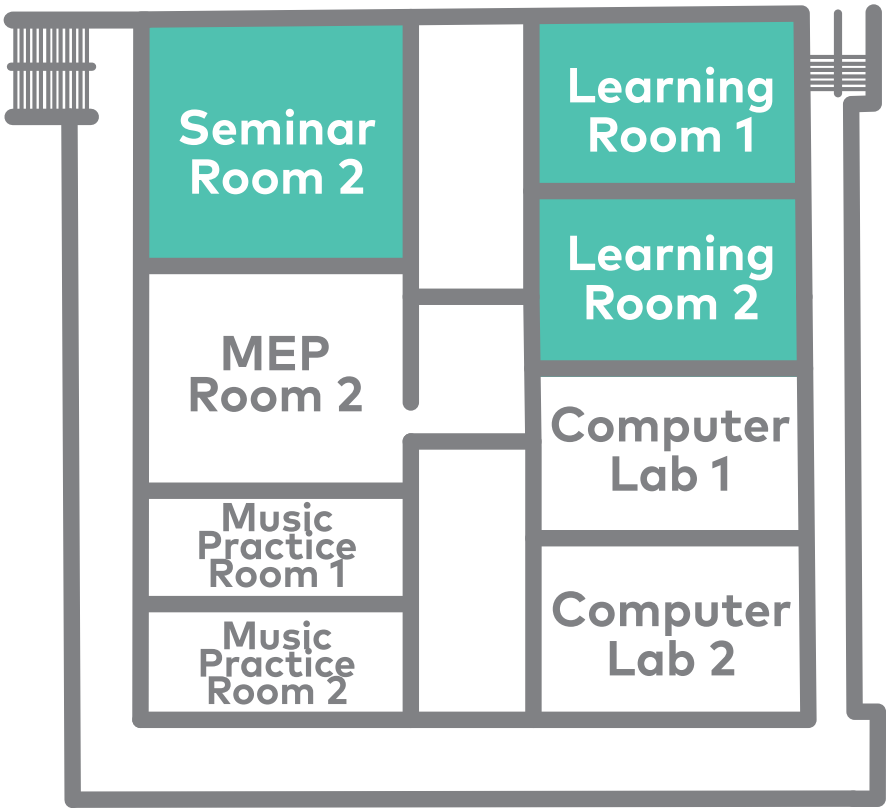 Seminar
Room 2
Learning
Room 1
Learning
Room 2
MEP
Room 2
Computer
Lab 1
Music
Practice
Room 1
Computer
Lab 2
Music
Practice
Room 2